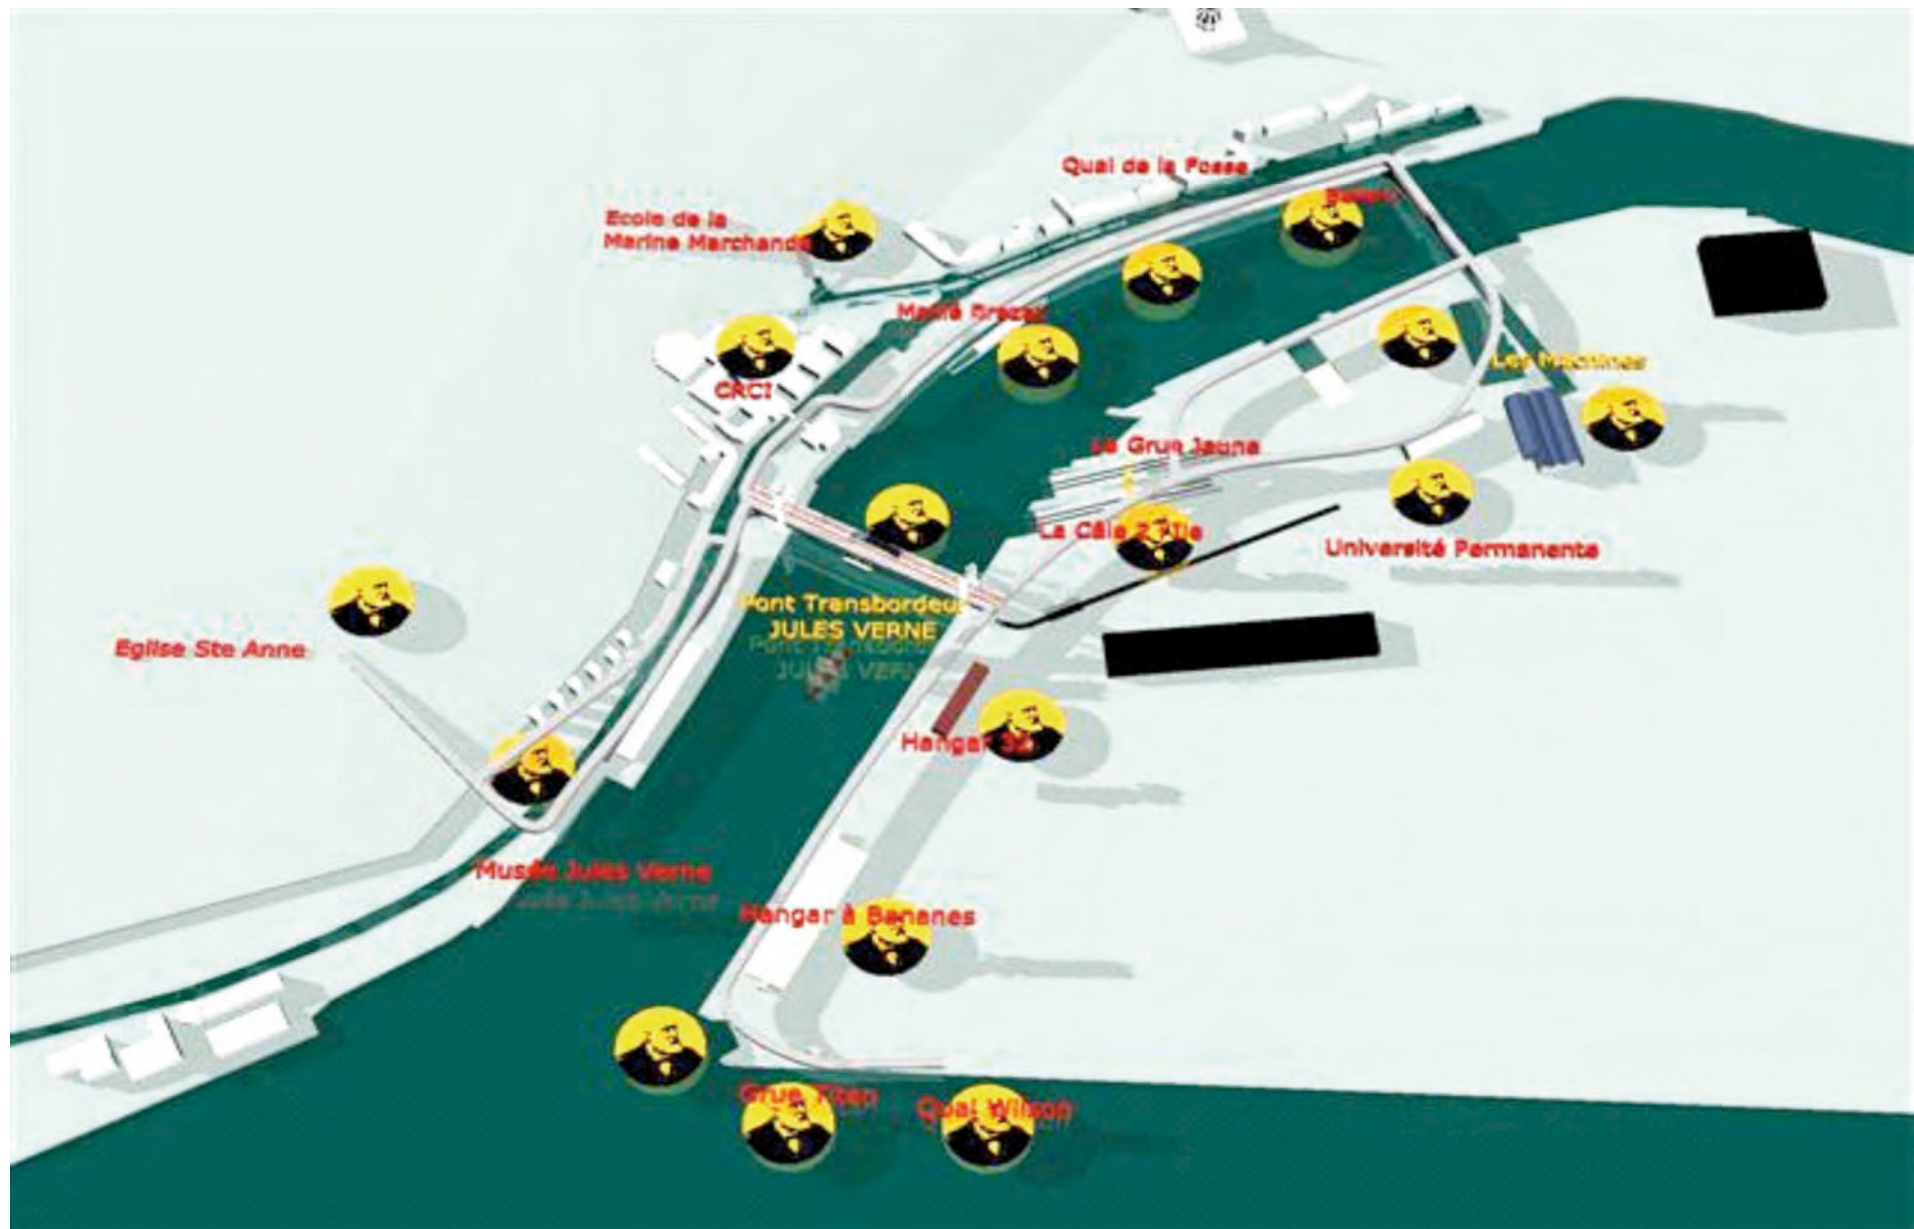 Quai de la Fosse
Ecole de la
Marine Marchande
CRCI
Les Machines
La Grue Jaune
Université Permanente
Pont Transbordeur
JULES VERNE
Eglise Ste Anne
Hangar
Musée Jules Verne
Hangar à Bananes
Grue Titan
Quai Wilson